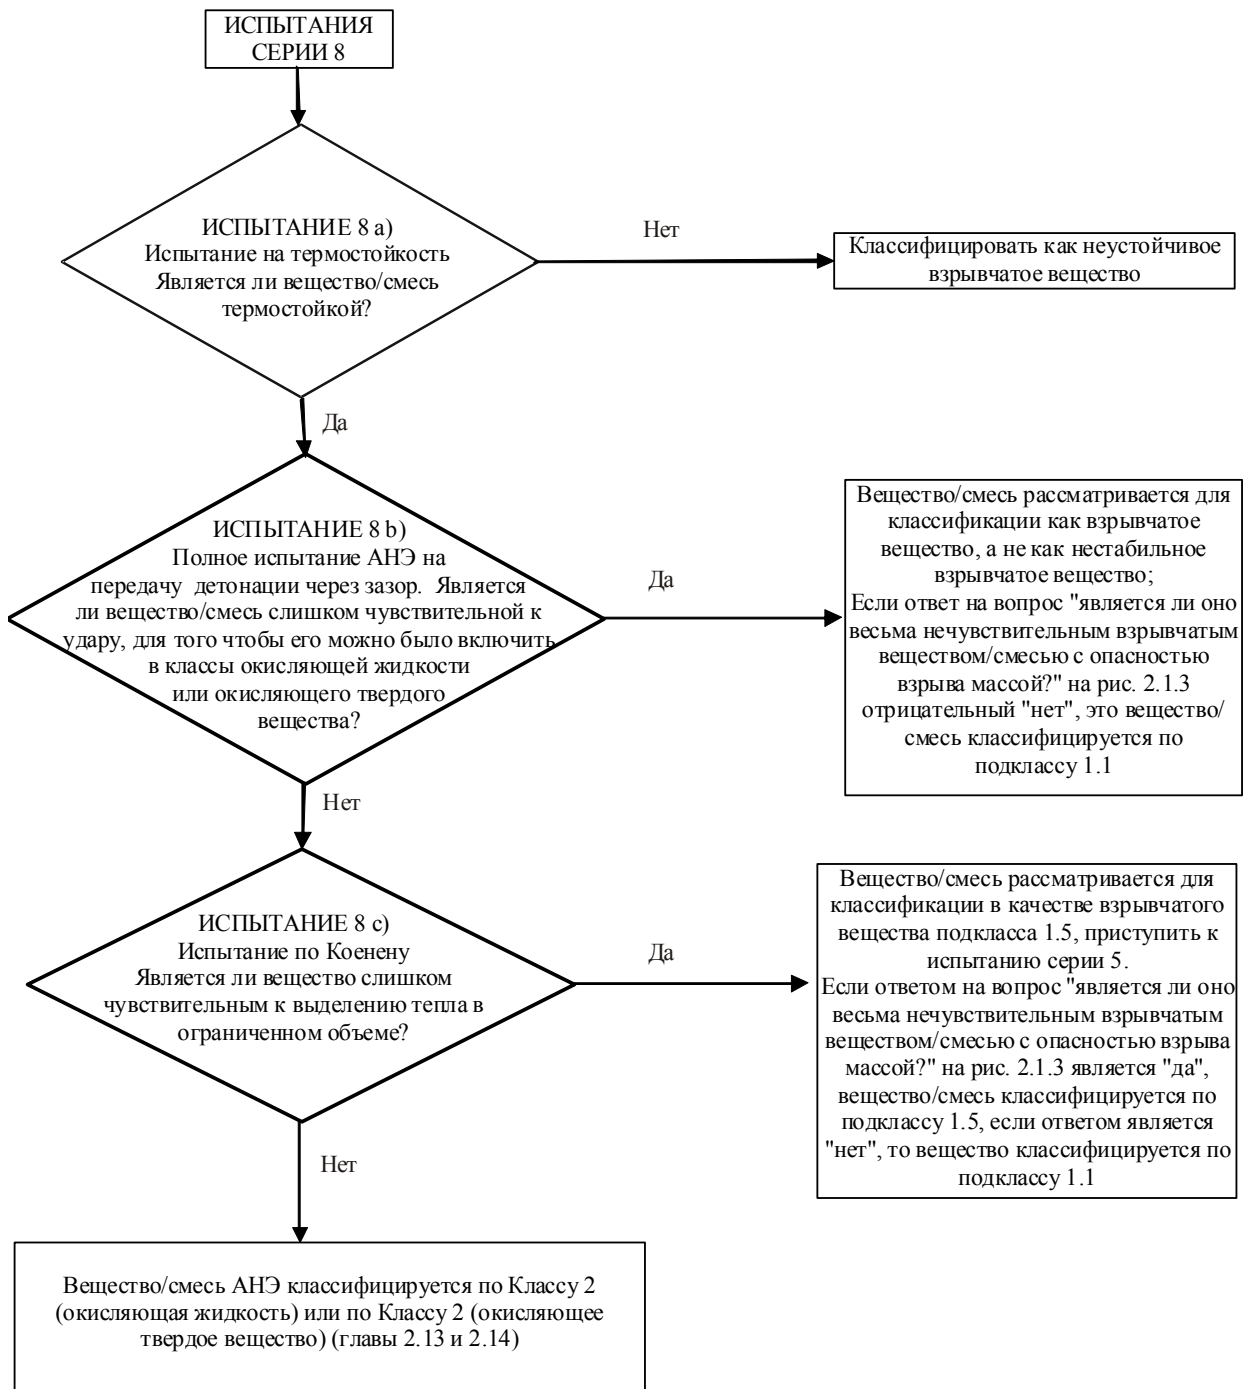 ИСПЫТАНИЯ
СЕРИИ 8
ИСПЫТАНИЕ 8 а)
Испытание на термостойкость
Является ли вещество/смесь
термостойкой?
Нет
Классифицировать как неустойчивое
взрывчатое вещество
Да
ИСПЫТАНИЕ 8 b)
Полное испытание АНЭ на
передачу детонации через зазор. Является
ли вещество/смесь слишком чувствительной к
удару, для того чтобы его можно было включить
в классы окисляющей жидкости
или окисляющего твердого
вещества?
Да
Вещество/смесь рассматривается для
классификации как взрывчатое
вещество, а не как нестабильное
взрывчатое вещество;
Если ответ на вопрос "является ли оно
весьма нечувствительным взрывчатым
веществом/смесью с опасностью
взрыва массой?" на рис. 2.1.3
отрицательный "нет", это вещество/
смесь классифицируется по
подклассу 1.1
Нет
ИСПЫТАНИЕ 8 с)
Испытание по Коенену
Является ли вещество слишком
чувствительным к выделению тепла в
ограниченном объеме?
Да
Вещество/смесь рассматривается для
классификации в качестве взрывчатого
вещества подкласса 1.5, приступить к
испытанию серии 5.
Если ответом на вопрос "является ли оно
весьма нечувствительным взрывчатым
веществом/смесью с опасностью взрыва
массой?" на рис. 2.1.3 является "да",
вещество/смесь классифицируется по
подклассу 1.5, если ответом является
"нет", то вещество классифицируется по
подклассу 1.1
Нет
Вещество/смесь АНЭ классифицируется по Классу 2
(окисляющая жидкость) или по Классу 2 (окисляющее
твердое вещество) (главы 2.13 и 2.14)